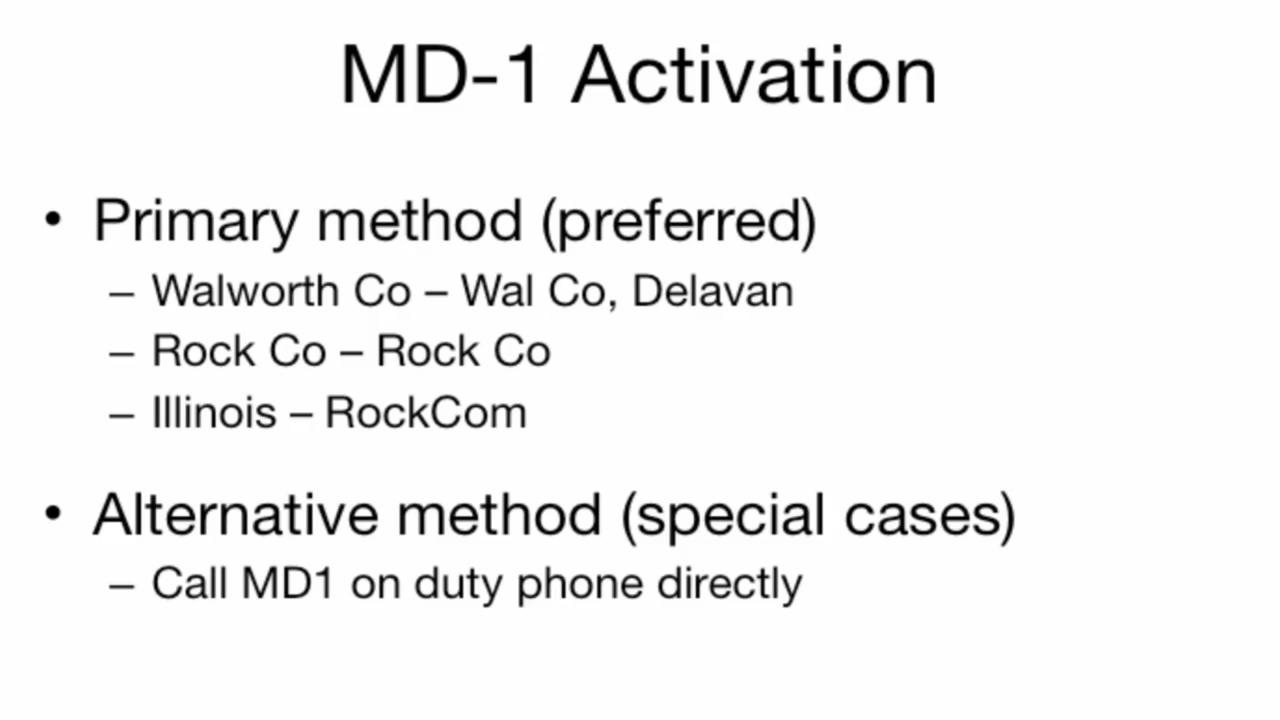 MD-1 Activation
• Primary method (preferred)
– Walworth Co – Wal Co, Delavan
– Rock Co – Rock Co
– Illinois – RockCom
• Alternative method (special cases)
– Call MD1 on duty phone directly